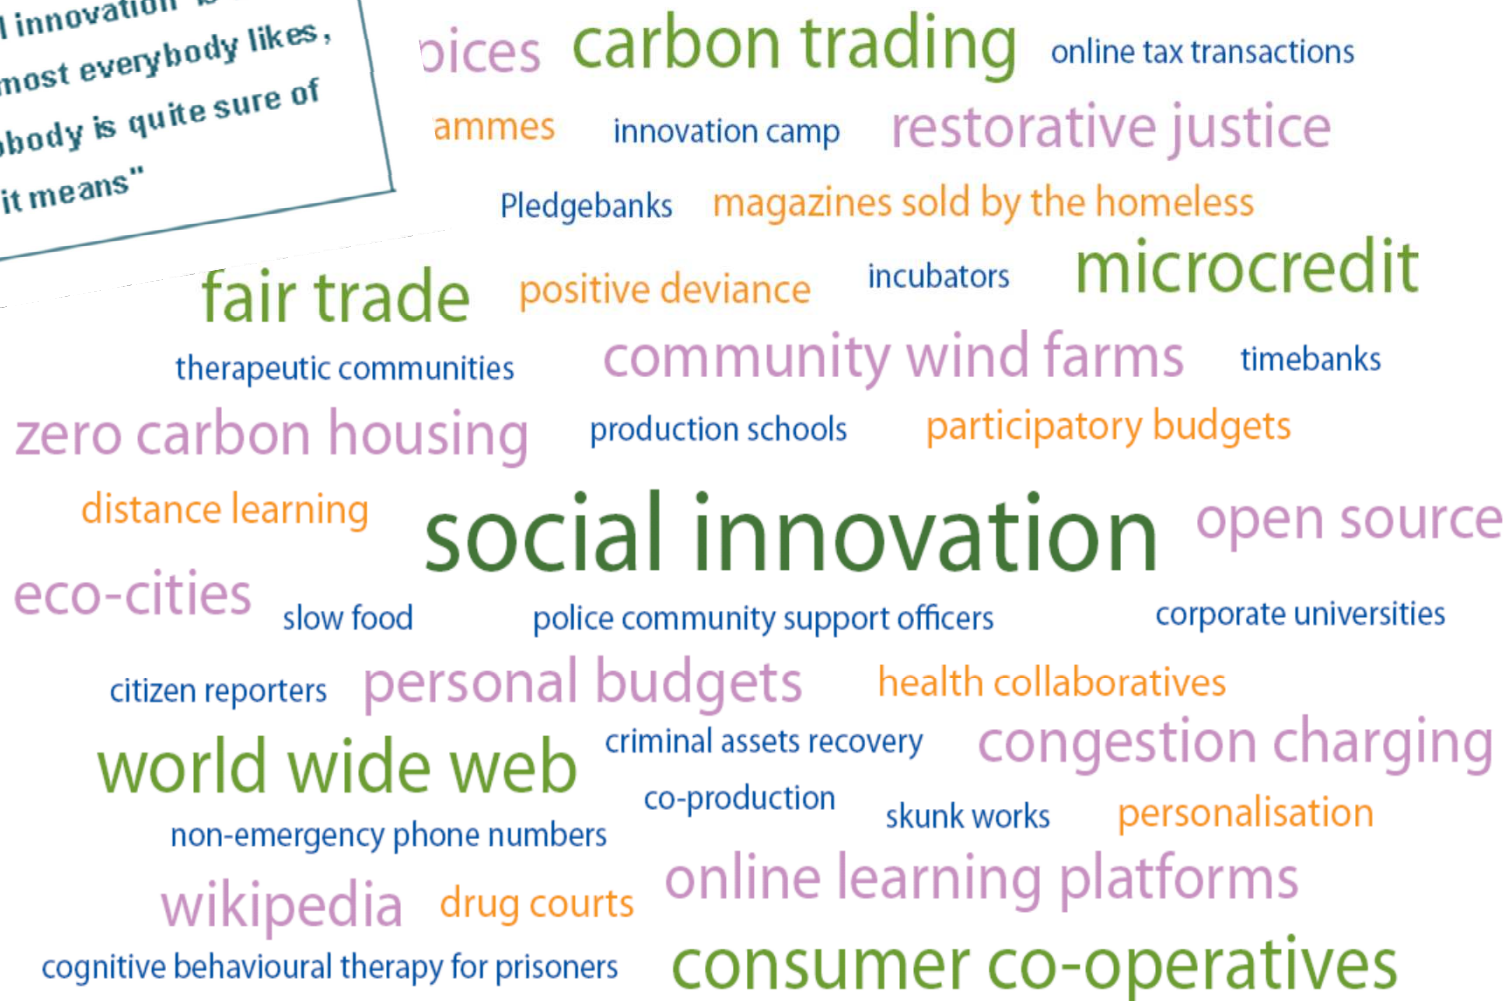 innovation
most everybody likes,
body is quite sure of
it means"
pices carbon trading online tax transactions
ammes innovation camp restorative justice
Pledgebanks magazines sold by the homeless
fair trade positive deviance incubators microcredit
therapeutic communities community wind farms timebanks
zero carbon housing production schools participatory budgets
distance learning social innovation open source
eco-cities slow food police community support officers corporate universities
citizen reporters personal budgets health collaboratives
world wide web criminal assets recovery congestion charging
co-production skunk works personalisation
non-emergency phone numbers
wikipedia drug courts online learning platforms
cognitive behavioural therapy for prisoners consumer co-operatives